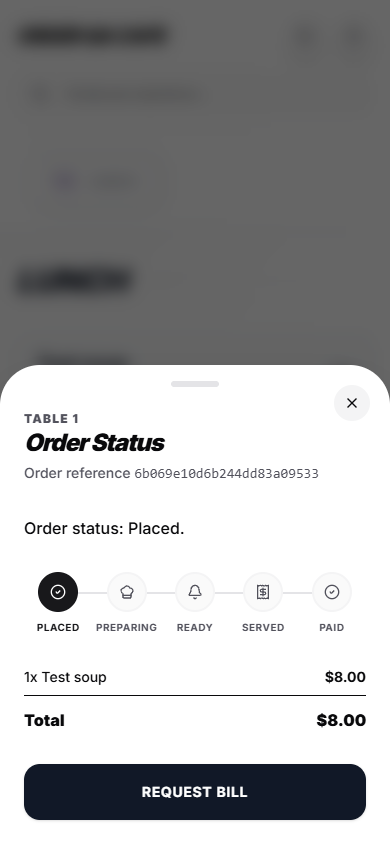 LUNCH
TABLE 1
Order Status
Order reference 6b069e10d6b244dd83a09533
Order status: Placed.
PLACED
PREPARING
READY
SERVED
PAID
1x Test soup $8.00
Total $8.00
REQUEST BILL